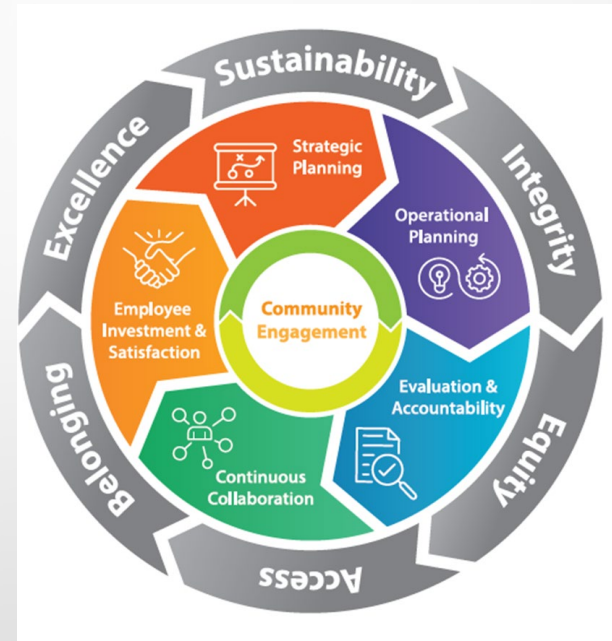 Sustainability
Integrity
Equity
Access
Belonging
Excellence
Strategic
Planning
Operational
Planning
Evaluation &
Accountability
Continuous
Collaboration
Employee
Investment &
Satisfaction
Community
Engagement